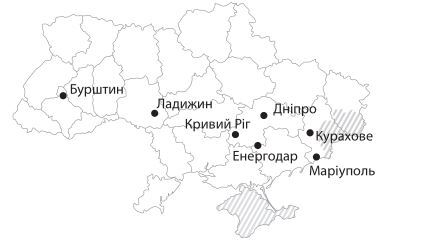 Бурштин
Ладижин
Дніпро
Кривий Ріг
Курахове
Енергодар
Маріуполь